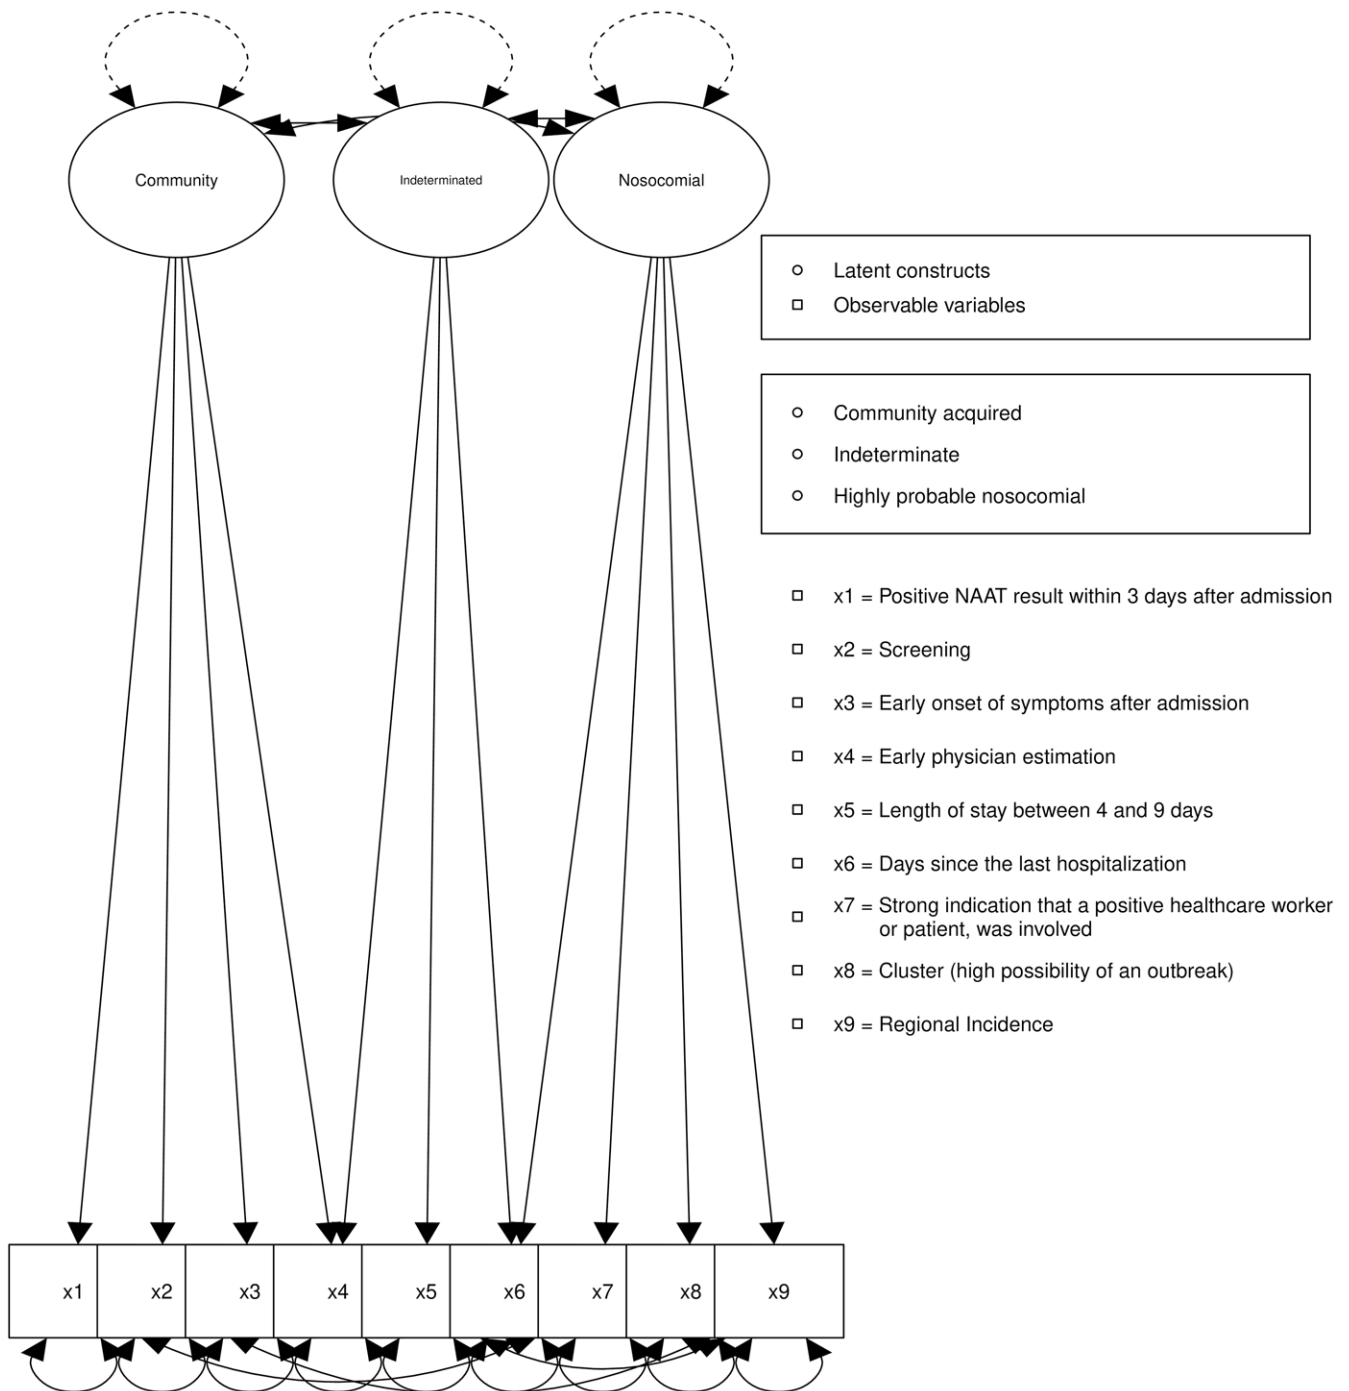 Community
Indeterminated
Nosocomial
Latent constructs
Observable variables
Community acquired
Indeterminate
Highly probable nosocomial
x1 = Positive NAAT result within 3 days after admission
x2 = Screening
x3 = Early onset of symptoms after admission
x4 = Early physician estimation
x5 = Length of stay between 4 and 9 days
x6 = Days since the last hospitalization
x7 = Strong indication that a positive healthcare worker
or patient, was involved
x8 = Cluster (high possibility of an outbreak)
x9 = Regional Incidence
x1 x2 x3 x4 x5 x6 x7 x8 x9